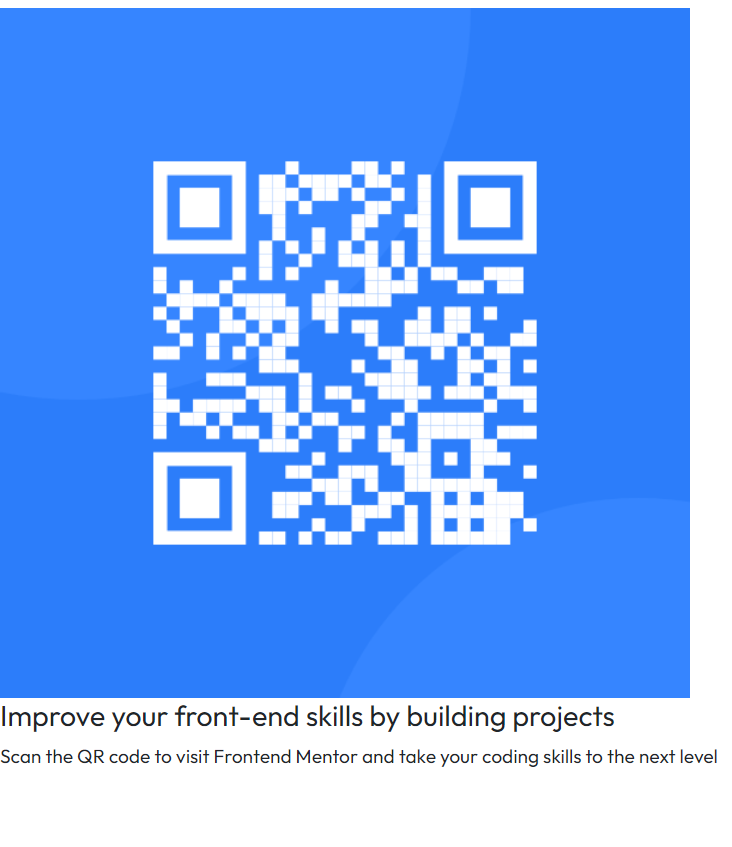 Improve your front-end skills by building projects
Scan the QR code to visit Frontend Mentor and take your coding skills to the next level